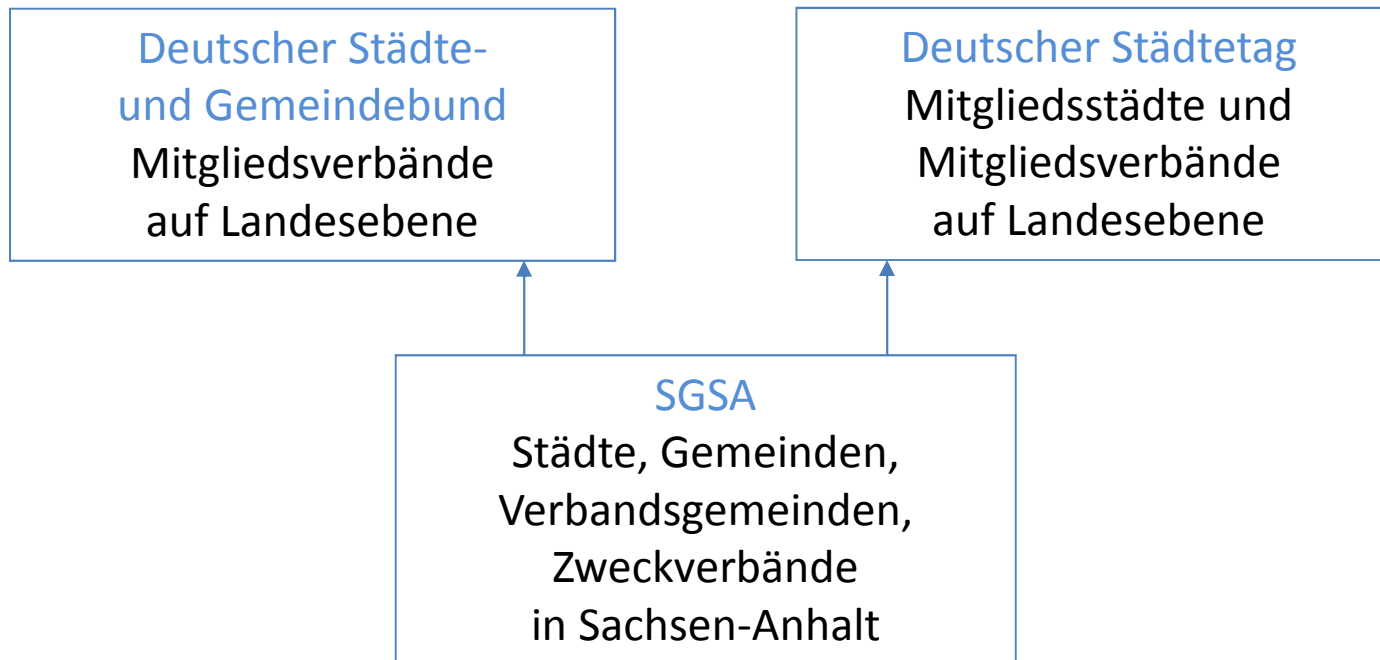 Deutscher Städte-
und Gemeindebund
Mitgliedsverbände
auf Landesebene
Deutscher Städtetag
Mitgliedsstädte und
Mitgliedsverbände
auf Landesebene
SGSA
Städte, Gemeinden,
Verbandsgemeinden,
Zweckverbände
in Sachsen-Anhalt